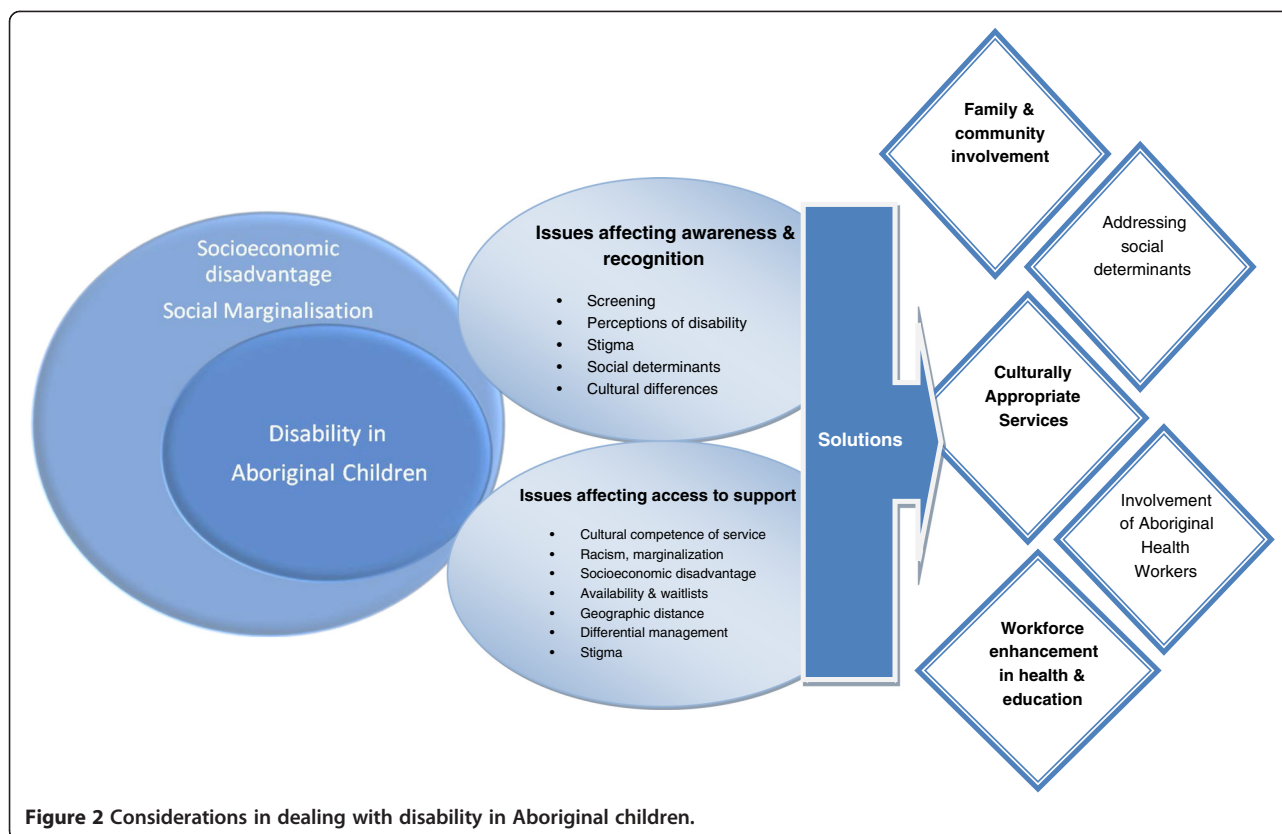 Socioeconomic
disadvantage
Social Marginalisation
Disability in
Aboriginal Children
Issues affecting awareness &
recognition
• Screening
• Perceptions of disability
• Stigma
• Social determinants
• Cultural differences
Issues affecting access to support
• Cultural competence of service
• Racism, marginalization
• Socioeconomic disadvantage
• Availability & waitlists
• Geographic distance
• Differential management
• Stigma
Solutions
Family &
community
involvement
Addressing
social
determinants
Culturally
Appropriate
Services
Involvement
of Aboriginal
Health
Workers
Workforce
enhancement
in health &
education
Figure 2 Considerations in dealing with disability in Aboriginal children.